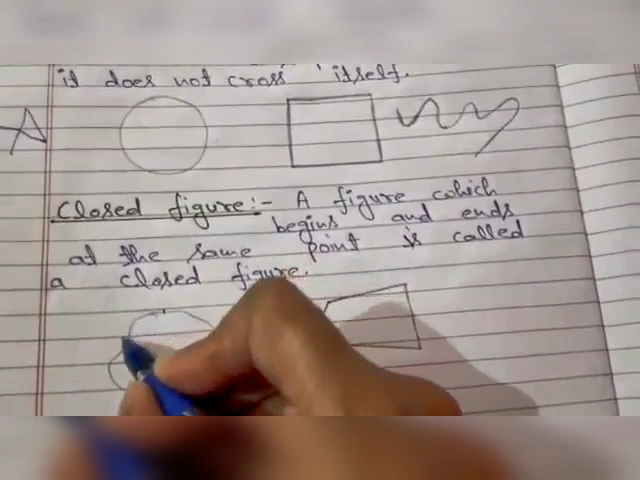 it does not cross itself.
Closed figure:- A figure which
begins and ends
at the same point is called
a closed figure.